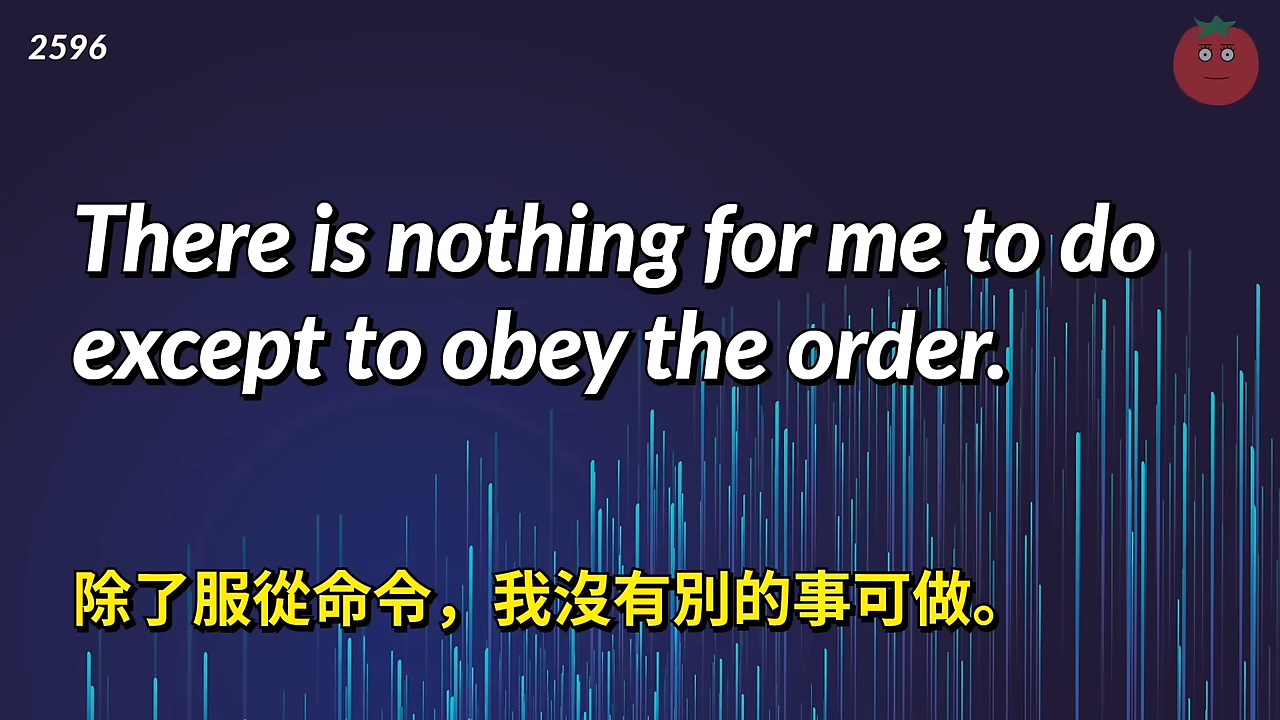 2596
There is nothing for me to do
except to obey the order.
除了服從命令，我沒有別的事可做。